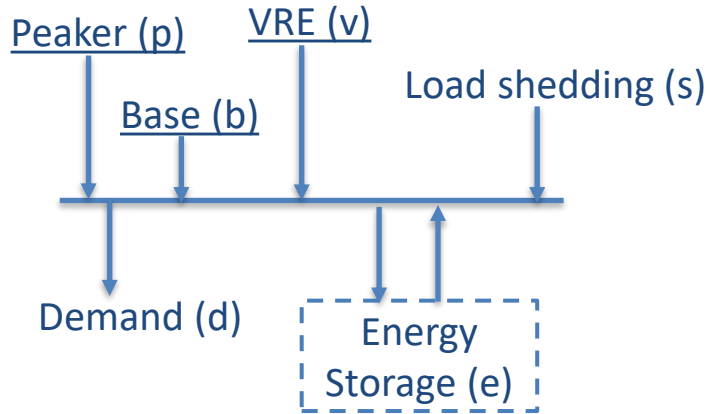 Peaker (p)
VRE (v)
Base (b)
Load shedding (s)
Demand (d)
Energy
Storage (e)